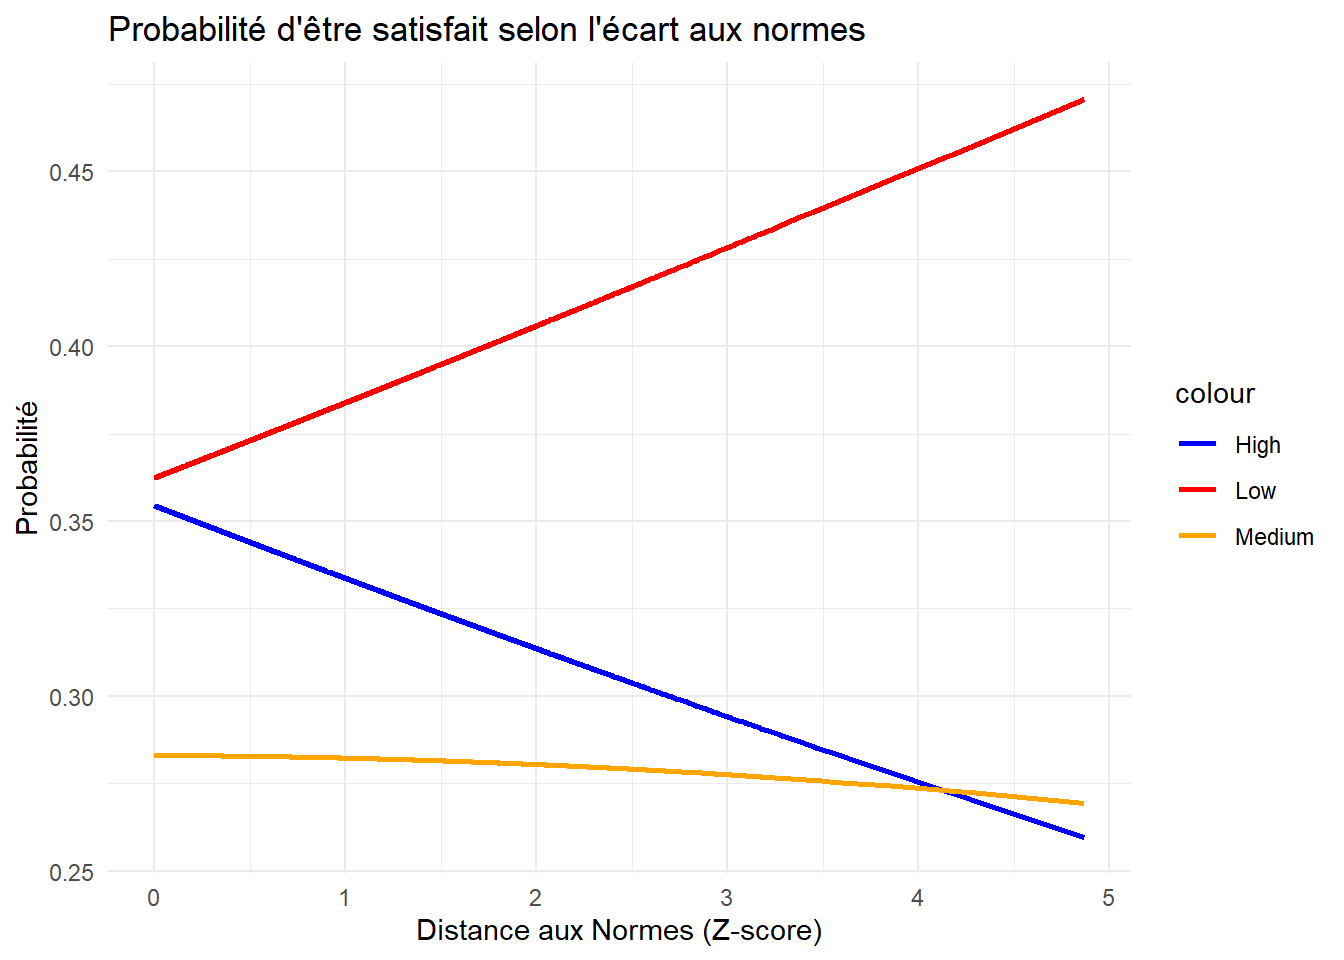 Probabilité d'être satisfait selon l'écart aux normes
Probabilité
0.45
0.40
0.35
0.30
0.25
0
1
2
3
4
5
Distance aux Normes (Z-score)
colour
High
Low
Medium